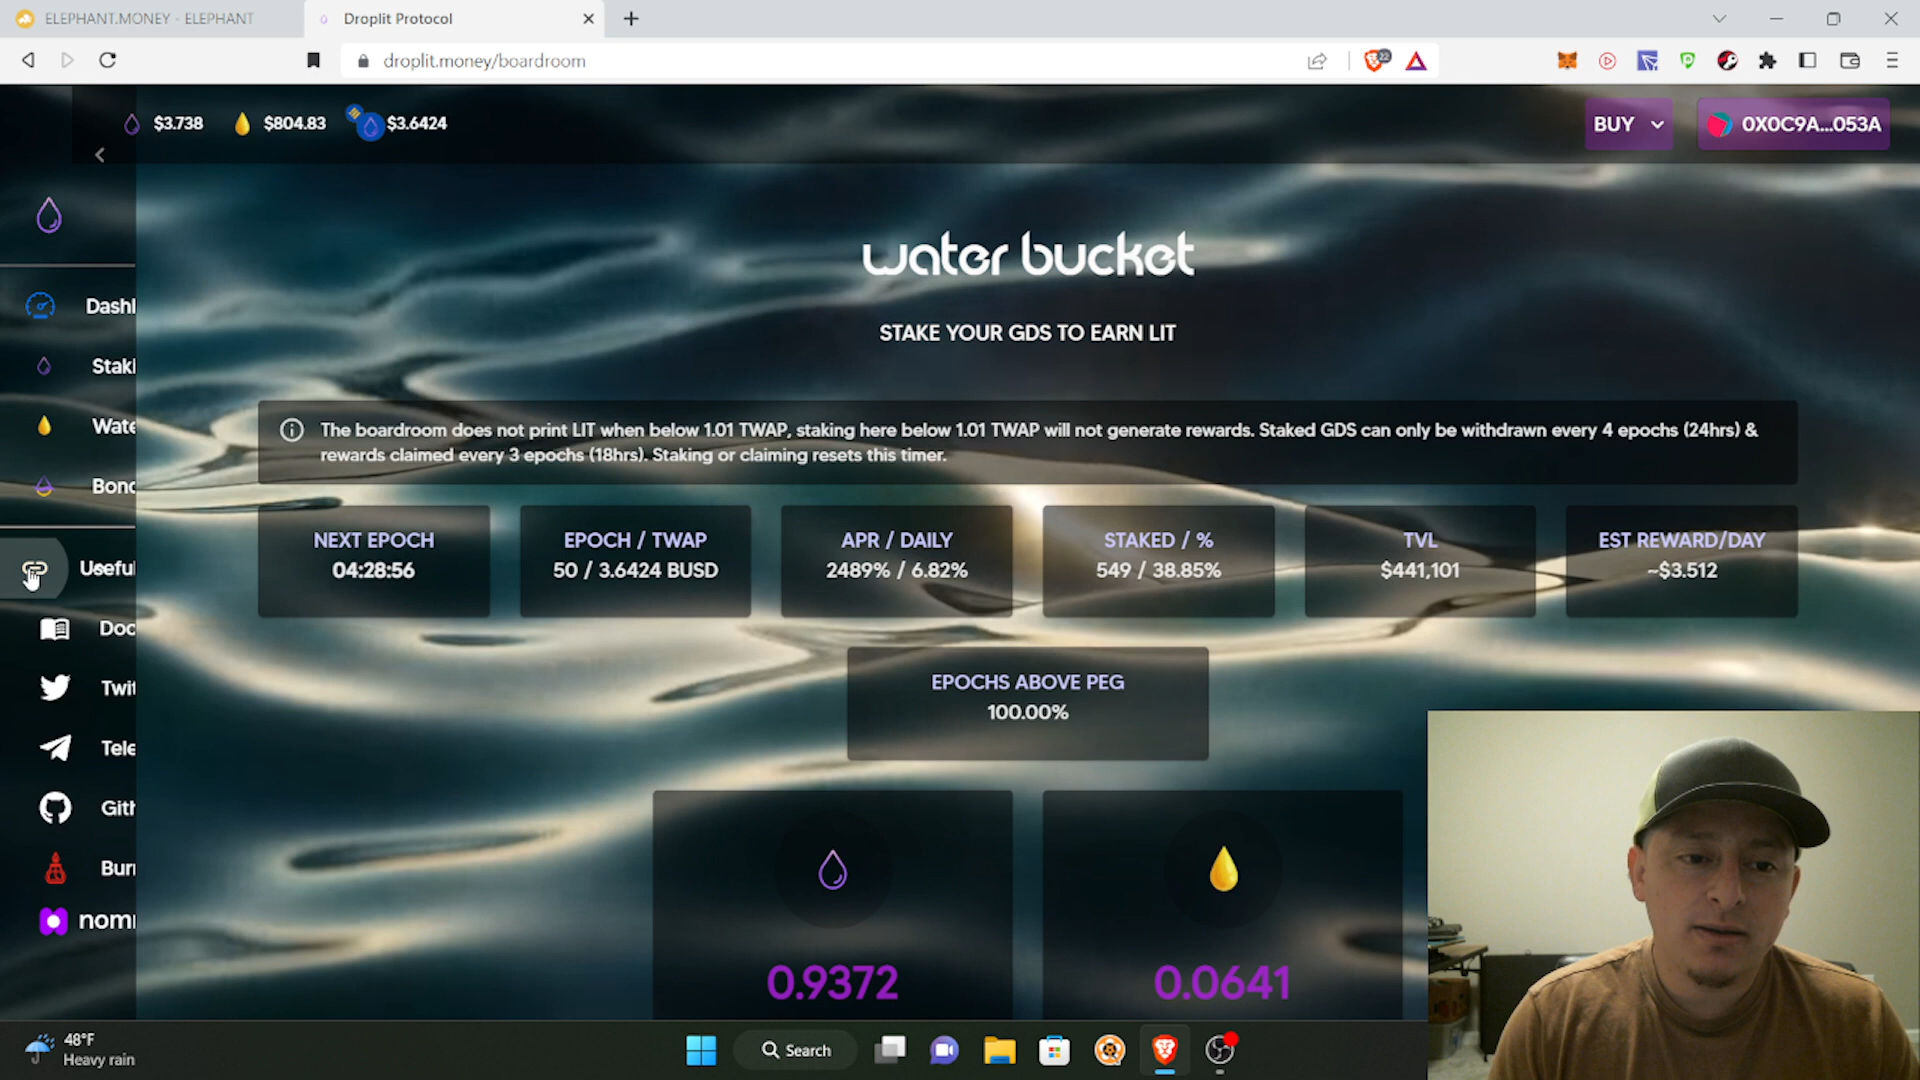 ELEPHANT.MONEY - ELEPHANT
Droplit Protocol
droplit.money/boardroom
22
$3.738
$804.83
$3.6424
BUY
0X0C9A...053A
water bucket
STAKE YOUR GDS TO EARN LIT
Dashl
Staki
Wate
Bond
Useful
Doc
Twit
Tele
Gith
Burn
nomi
The boardroom does not print LIT when below 1.01 TWAP, staking here below 1.01 TWAP will not generate rewards. Staked GDS can only be withdrawn every 4 epochs (24hrs) &
rewards claimed every 3 epochs (18hrs). Staking or claiming resets this timer.
NEXT EPOCH
04:28:56
EPOCH / TWAP
50 / 3.6424 BUSD
APR / DAILY
2489% / 6.82%
STAKED / %
549 / 38.85%
TVL
$441,101
EST REWARD/DAY
~$3.512
EPOCHS ABOVE PEG
100.00%
0.9372
0.0641
48°F
Heavy rain
Search